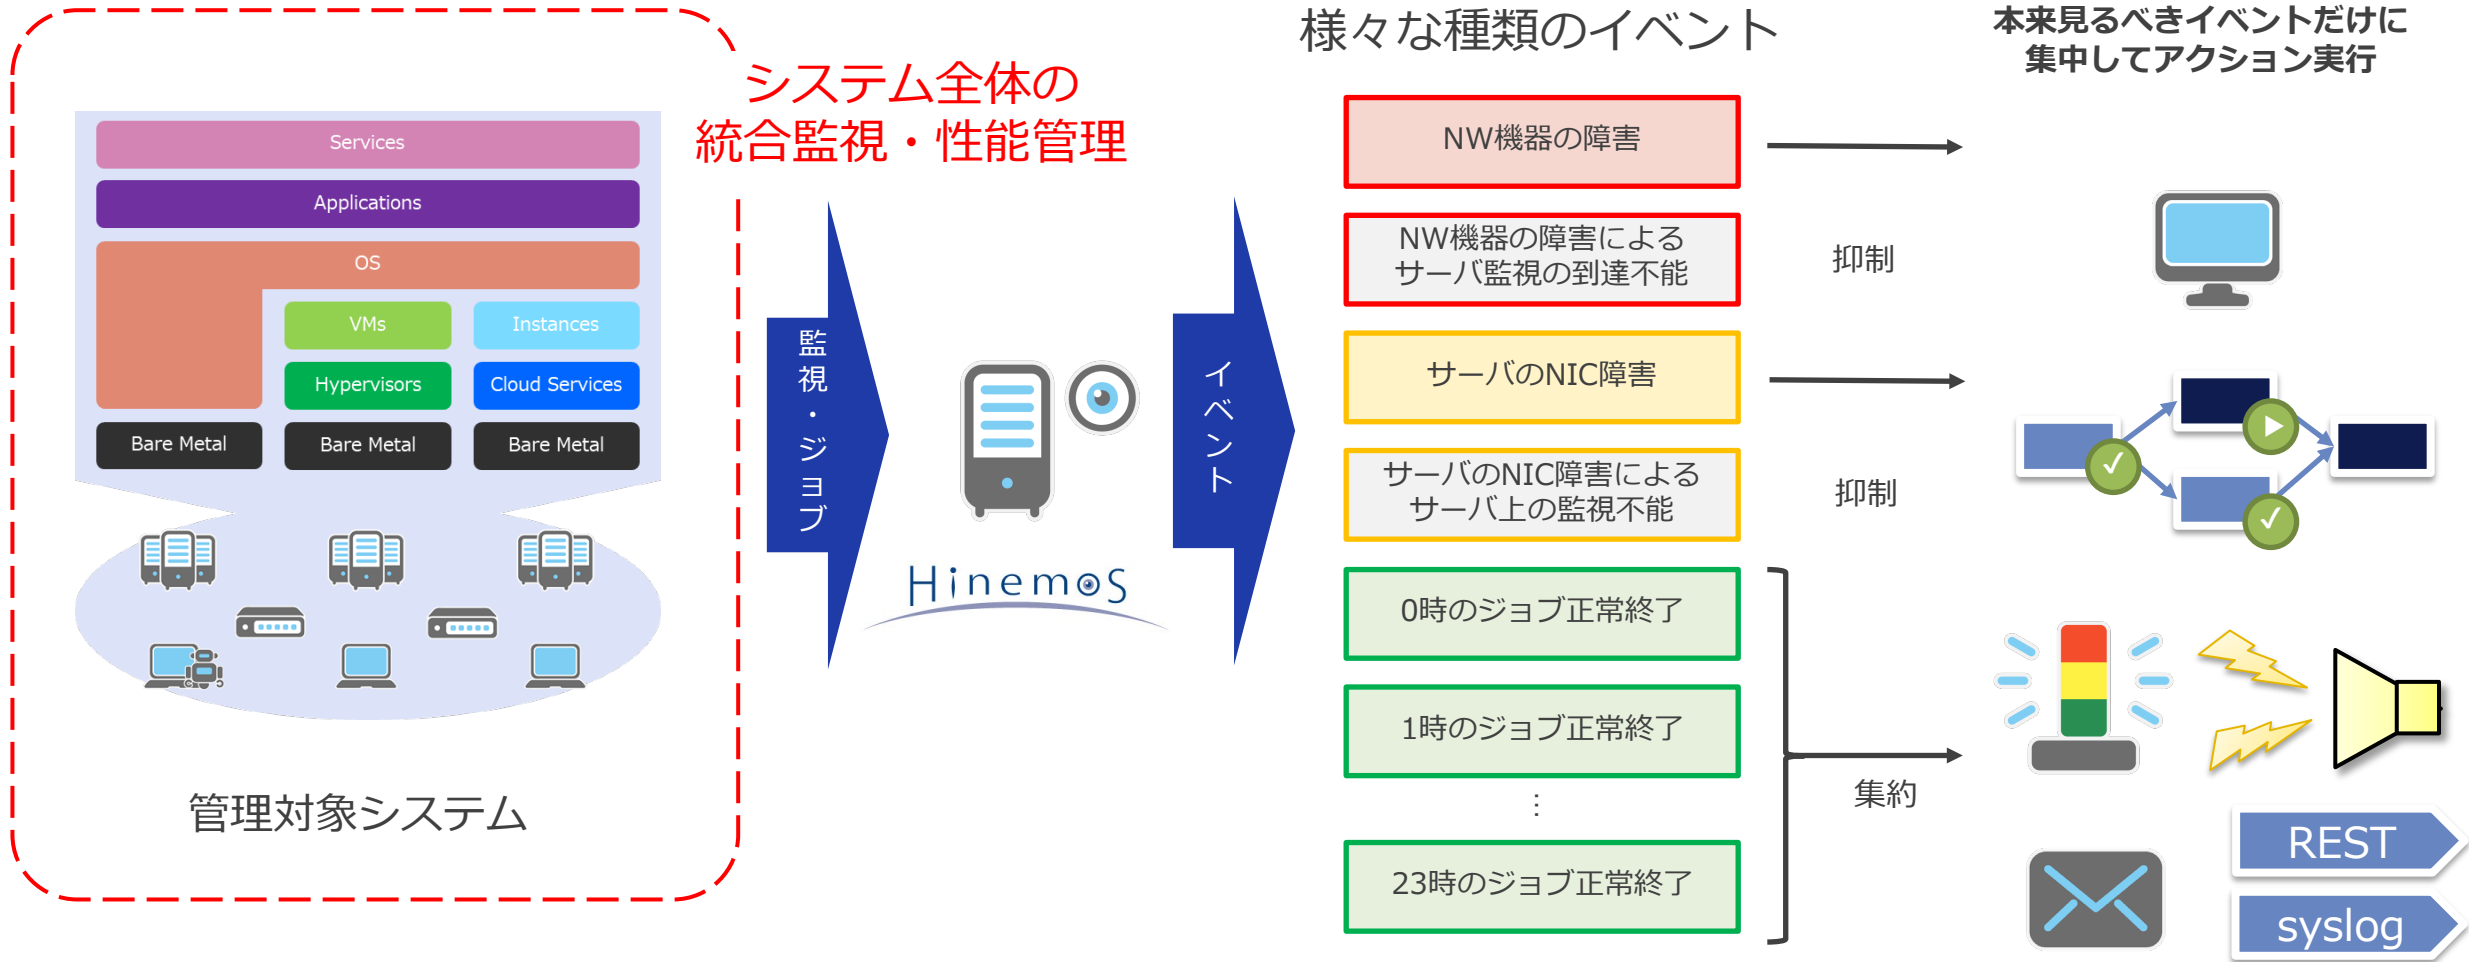 システム全体の
統合監視・性能管理
Services
Applications
OS
VMs
Instances
Hypervisors
Cloud Services
Bare Metal
Bare Metal
Bare Metal
管理対象システム
監視・ジョブ
Hinemos
イベント
様々な種類のイベント
NW機器の障害
NW機器の障害による
サーバ監視の到達不能
抑制
サーバのNIC障害
サーバのNIC障害による
サーバ上の監視不能
抑制
0時のジョブ正常終了
1時のジョブ正常終了
…
23時のジョブ正常終了
集約
本来見るべきイベントだけに
集中してアクション実行
REST
syslog